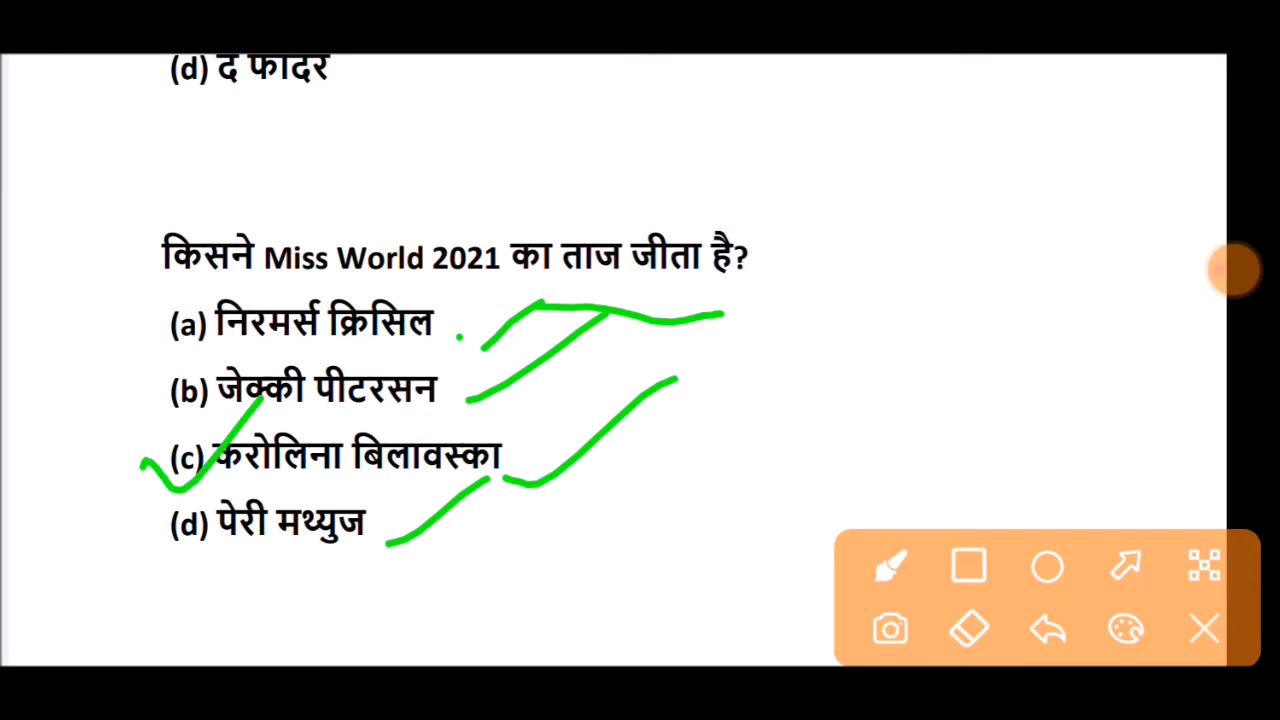 (d) द फादर
किसने Miss World 2021 का ताज जीता है?
(a) निरमर्स क्रिसिल
(b) जेक्की पीटरसन
(c) करोलिना बिलावस्का
(d) पेरी मथ्युज